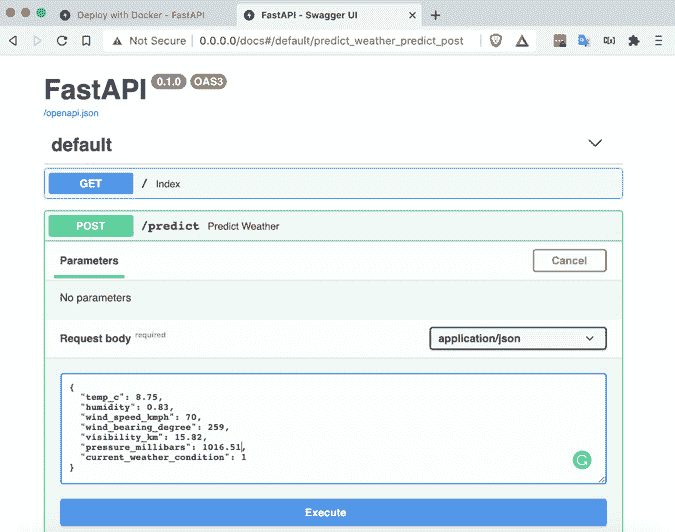 Deploy with Docker - FastAPI
FastAPI - Swagger UI
Not Secure 0.0.0.0/docs#/default/predict_weather_predict_post
FastAPI 0.1.0 OAS3
/openapi.json
default
GET / Index
POST /predict Predict Weather
Parameters Cancel
No parameters
Request body required application/json
{
"temp_c": 8.75,
"humidity": 0.83,
"wind_speed_kmph": 70,
"wind_bearing_degree": 259,
"visibility_km": 15.82,
"pressure_millibars": 1016.51,
"current_weather_condition": 1
}
Execute